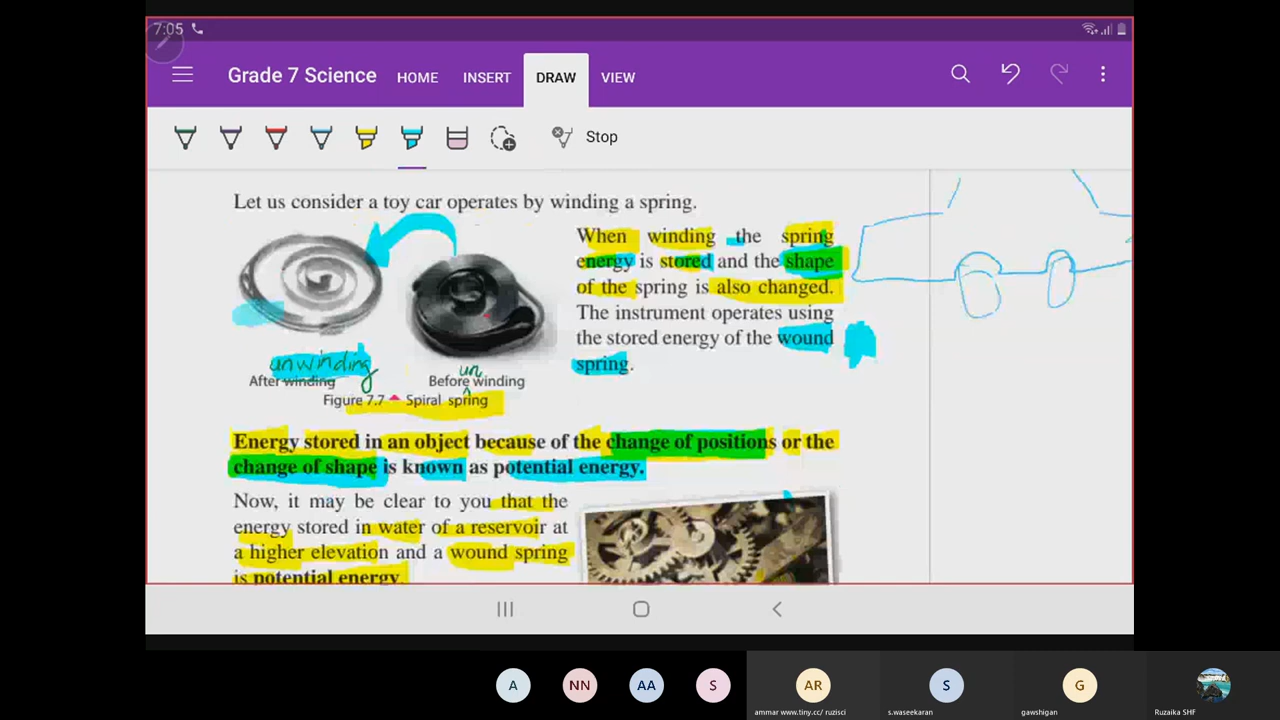 7:05
Grade 7 Science HOME INSERT DRAW VIEW
Stop
Let us consider a toy car operates by winding a spring.
When winding the spring
energy is stored and the shape
of the spring is also changed.
The instrument operates using
the stored energy of the wound
spring.
unwinding
un
After winding
Before winding
Figure 7.7 Spiral spring
Energy stored in an object because of the change of positions or the
change of shape is known as potential energy.
Now, it may be clear to you that the
energy stored in water of a reservoir at
a higher elevation and a wound spring
is potential energy
A NN AA S AR S G
ammar www.tiny.cc/ ruzisci
s.waseekaran
gawshigan
Ruzaika SHF